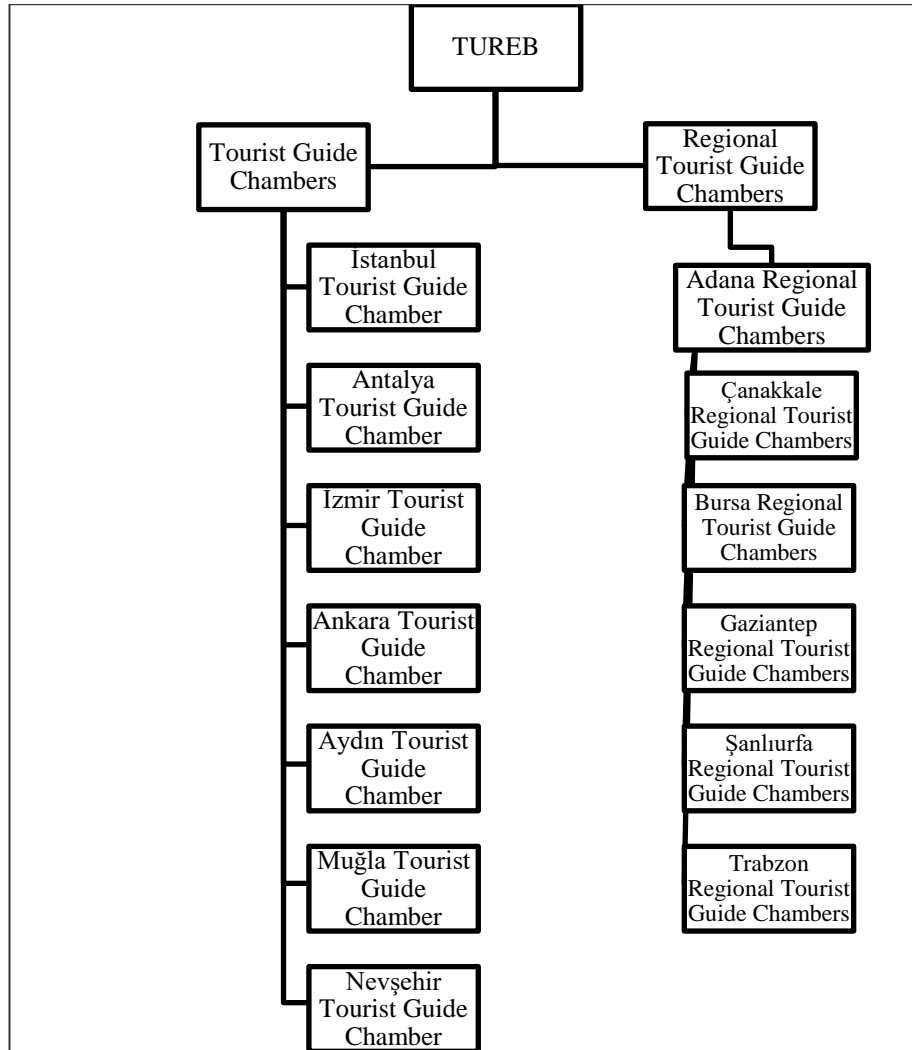 TUREB
Tourist Guide
Chambers
Regional
Tourist Guide
Chambers
İstanbul
Tourist Guide
Chamber
Antalya
Tourist Guide
Chamber
İzmir Tourist
Guide
Chamber
Ankara Tourist
Guide
Chamber
Aydın Tourist
Guide
Chamber
Muğla Tourist
Guide
Chamber
Nevşehir
Tourist Guide
Chamber
Adana Regional
Tourist Guide
Chambers
Çanakkale
Regional Tourist
Guide Chambers
Bursa Regional
Tourist Guide
Chambers
Gaziantep
Regional Tourist
Guide Chambers
Şanlıurfa
Regional Tourist
Guide Chambers
Trabzon
Regional Tourist
Guide Chambers